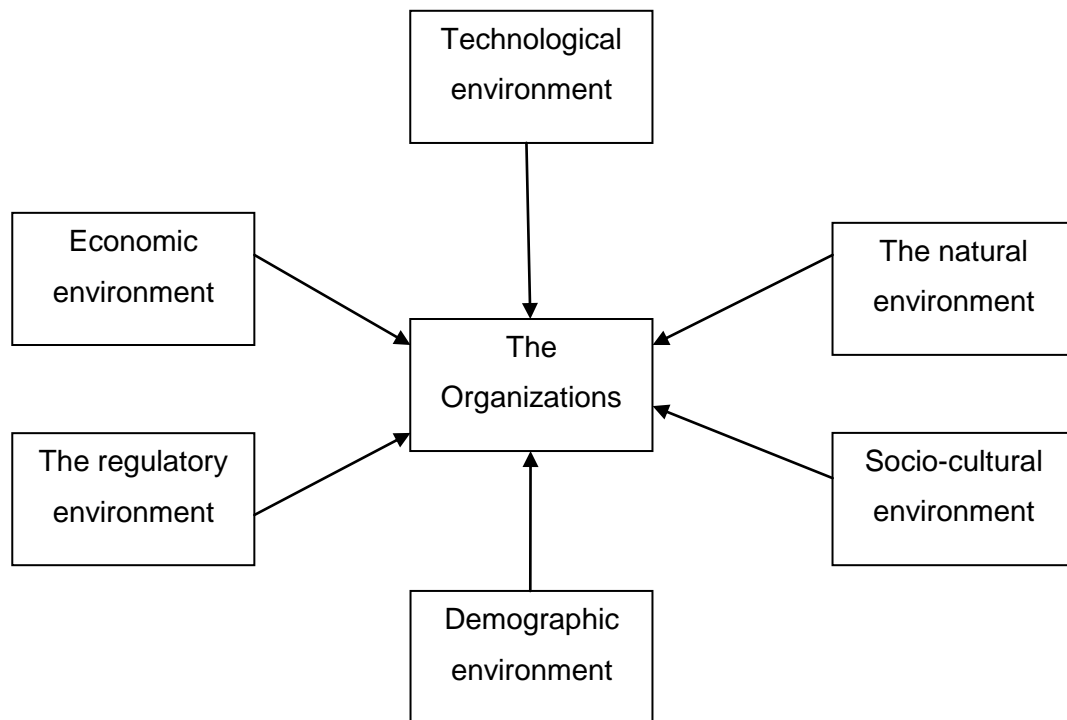 Technological
environment
Economic
environment
The natural
environment
The
Organizations
The regulatory
environment
Socio-cultural
environment
Demographic
environment